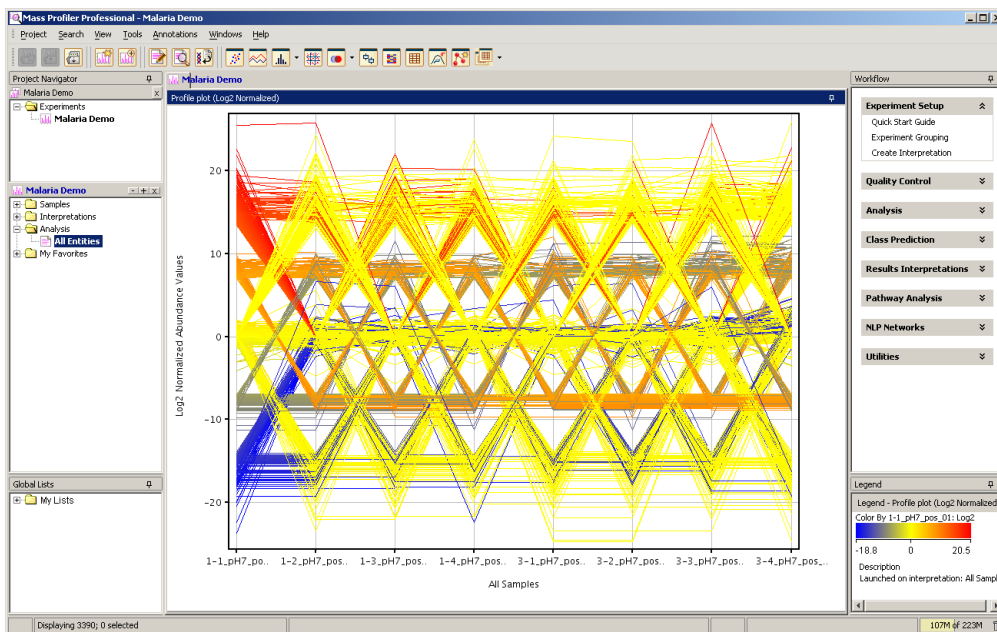 Mass Profiler Professional - Malaria Demo
Project Search View Tools Annotations Windows Help
Project Navigator
Malaria Demo
Experiments
Malaria Demo
Malaria Demo
Samples
Interpretations
Analysis
All Entities
My Favorites
Global Lists
My Lists
Malaria Demo
Profile plot (Log2 Normalized)
Log2 Normalized Abundance Values
20
10
0
-10
-20
1-1_pH7_pos.. 1-2_pH7_pos.. 1-3_pH7_pos.. 1-4_pH7_pos.. 3-1_pH7_pos.. 3-2_pH7_pos.. 3-3_pH7_pos.. 3-4_pH7_pos_..
All Samples
Workflow
Experiment Setup
Quick Start Guide
Experiment Grouping
Create Interpretation
Quality Control
Analysis
Class Prediction
Results Interpretations
Pathway Analysis
NLP Networks
Utilities
Legend
Legend - Profile plot (Log2 Normalized
Color By 1-1_pH7_pos_01: Log2
-18.8 0 20.5
Description
Launched on interpretation: All Sampl
Displaying 3390; 0 selected
107M of 223M